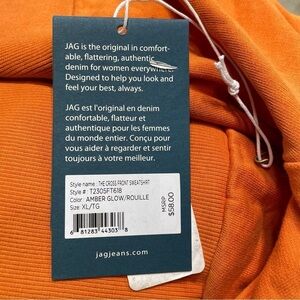 JAG is the original in comfort-
able, flattering, authentic
denim for women everywhere.
Designed to help you look and
feel your best, always.
JAG est l'original en denim
confortable, flatteur et
authentique pour les femmes
du monde entier. Conçu pour
vous aider à regarder et sentir
toujours à votre meilleur.
Style name : THE CROSS FRONT SWEATSHIRT
Style # : T2305FT618
Color: AMBER GLOW/ROUILLE
Size: XL/TG
MSRP
$58.00
6 81283 44303 8
jagjeans.com